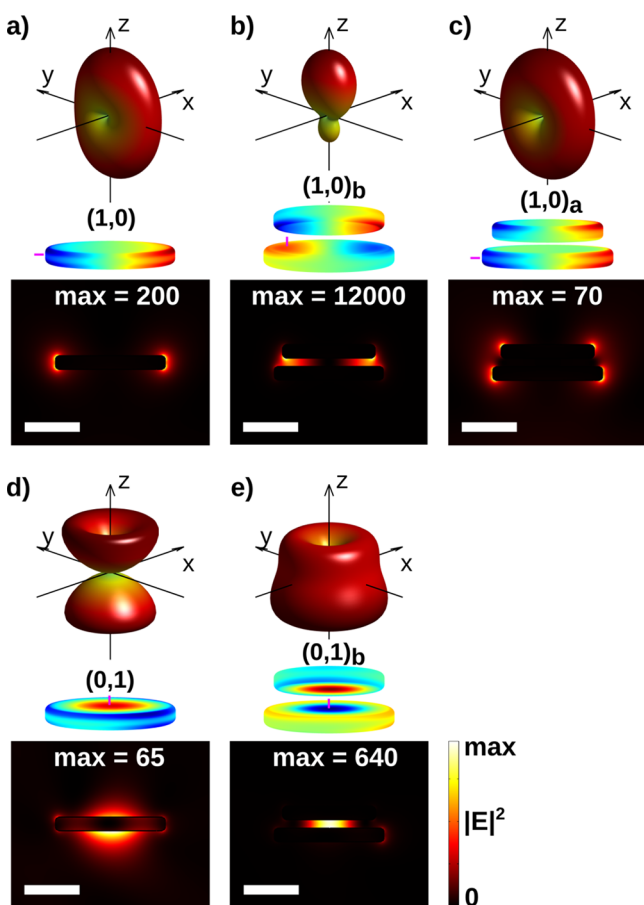 a)
z
y
x
(1,0)
max = 200
b)
z
y
x
(1,0)b
max = 12000
c)
z
y
x
(1,0)a
max = 70
d)
z
y
x
(0,1)
max = 65
e)
z
y
x
(0,1)b
max = 640
max
|E|²
0